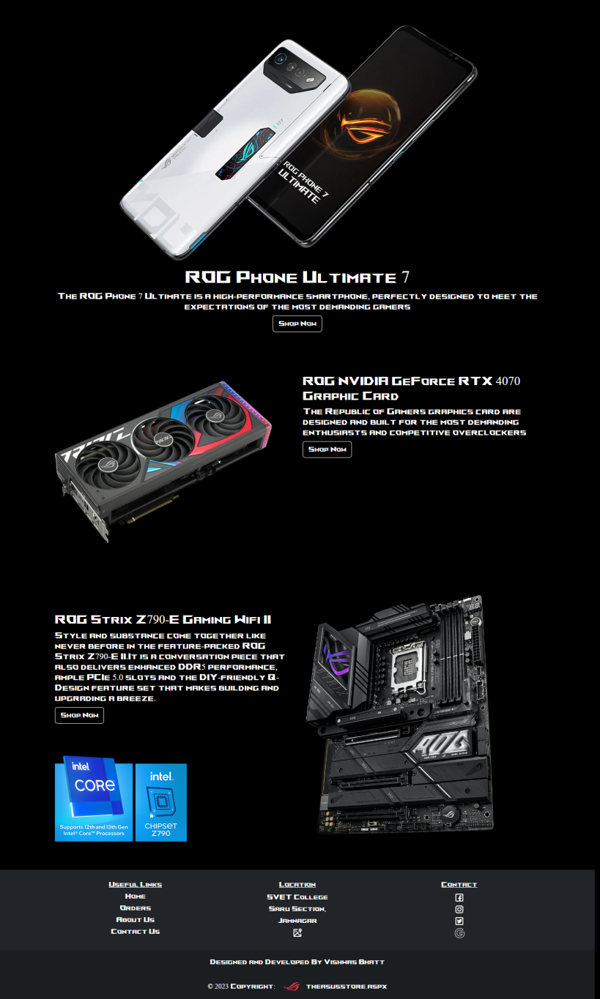 ROG PHONE 7
ULTIMATE
ROG Phone Ultimate 7
The ROG Phone 7 Ultimate is a high-performance smartphone, perfectly designed to meet the
expectations of the most demanding gamers
Shop Now
ROG NVIDIA GeForce RTX 4070
Graphic Card
The Republic of Gamers graphics card are
designed and built for the most demanding
enthusiasts and competitive overclockers
Shop Now
ROG Strix Z790-E Gaming Wifi II
Style and substance come together like
never before in the feature-packed ROG
Strix Z790-E II.It is a conversation piece that
also delivers enhanced DDR5 performance,
ample PCIe 5.0 slots and the DIY-friendly Q-
Design feature set that makes building and
upgrading a breeze.
Shop Now
ROG
intel.
CORE
Supports 12th and 13th Gen
Intel® Core™ Processors
intel.
CHIPSET
Z790
Useful Links
Home
Orders
About Us
Contact Us
Location
SVET College
Saru Section,
Jamnagar
Contact
Designed and Developed By Vishwas Bhatt
© 2023 Copyright: theasusstore.aspx